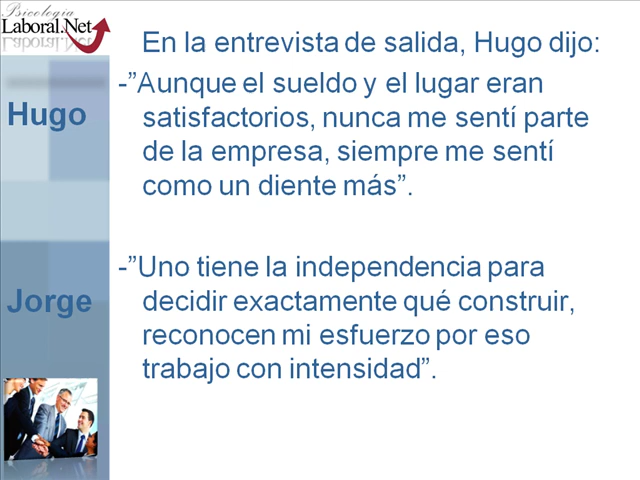 Psicología
Laboral.Net
En la entrevista de salida, Hugo dijo:
Hugo
-”Aunque el sueldo y el lugar eran
satisfactorios, nunca me sentí parte
de la empresa, siempre me sentí
como un diente más”.
Jorge
-”Uno tiene la independencia para
decidir exactamente qué construir,
reconocen mi esfuerzo por eso
trabajo con intensidad”.